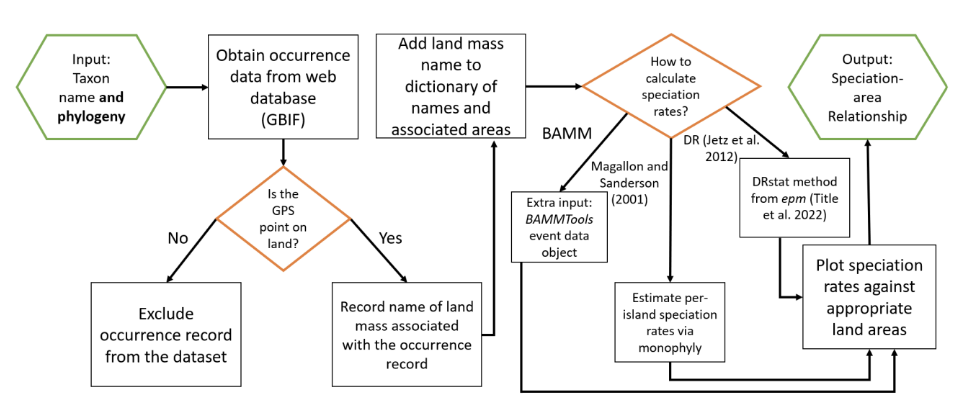 Input:
Taxon
name and
phylogeny
Obtain occurrence
data from web
database
(GBIF)
Is the
GPS
point on
land?
No
Yes
Exclude
occurrence record
from the dataset
Record name of land
mass associated
with the occurrence
record
Add land mass
name to
dictionary of
names and
associated areas
How to
calculate
speciation
rates?
BAMM
Magallon and
Sanderson
(2001)
DR (Jetz et al.
2012)
Extra input:
BAMMTools
event data
object
Estimate per-
island speciation
rates via
monophyly
DRstat method
from epm (Title
et al. 2022)
Plot speciation
rates against
appropriate
land areas
Output:
Speciation-
area
Relationship